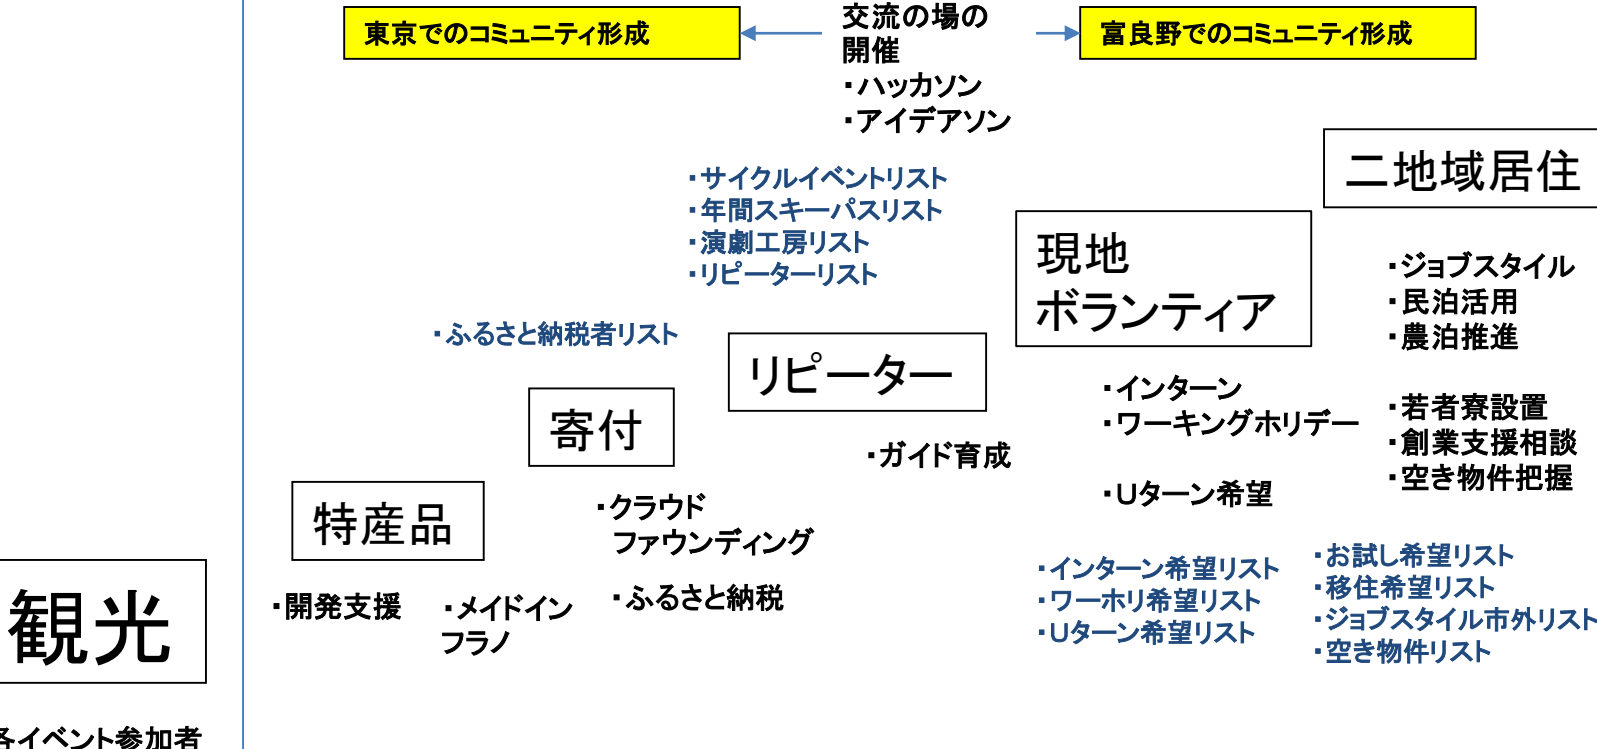 東京でのコミュニティ形成
交流の場の
開催
・ハッカソン
・アイデアソン
富良野でのコミュニティ形成
二地域居住
・サイクルイベントリスト
・年間スキーパスリスト
・演劇工房リスト
・リピーターリスト
現地
ボランティア
・ジョブスタイル
・民泊活用
・農泊推進
・ふるさと納税者リスト
リピーター
寄付
・インターン
・ワーキングホリデー
・Uターン希望
・若者寮設置
・創業支援相談
・空き物件把握
・ガイド育成
特産品
・クラウド
ファウンディング
・ふるさと納税
・開発支援
・メイドイン
フラノ
・インターン希望リスト
・ワーホリ希望リスト
・Uターン希望リスト
・お試し希望リスト
・移住希望リスト
・ジョブスタイル市外リスト
・空き物件リスト
観光
各イベント参加者